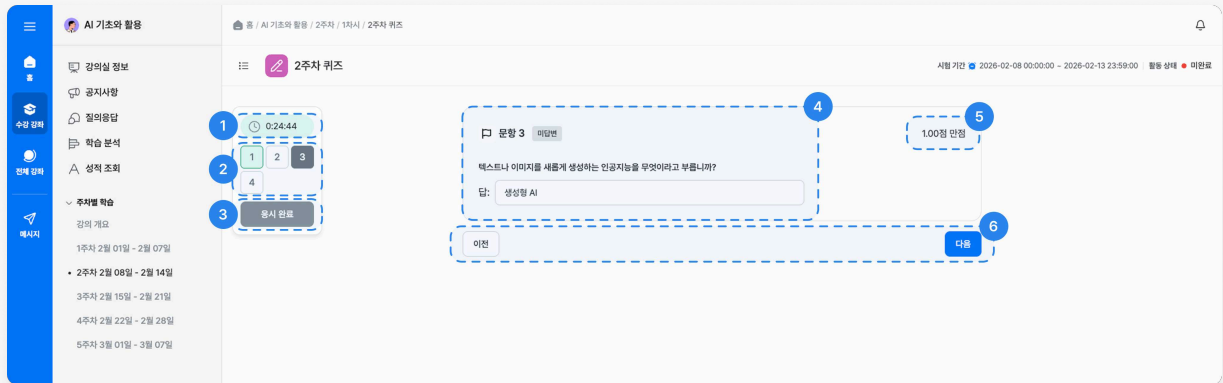 홈
수강 강좌
전체 강좌
메시지
AI 기초와 활용
강의실 정보
공지사항
질의응답
학습 분석
성적 조회
주차별 학습
강의 개요
1주차 2월 01일 - 2월 07일
2주차 2월 08일 - 2월 14일
3주차 2월 15일 - 2월 21일
4주차 2월 22일 - 2월 28일
5주차 3월 01일 - 3월 07일
홈 / AI 기초와 활용 / 2주차 / 1차시 / 2주차 퀴즈
2주차 퀴즈
시험 기간 2026-02-08 00:00:00 ~ 2026-02-13 23:59:00 활동 상태 미완료
1
0:24:44
2
1 2 3
4
3
응시 완료
4
문항 3 미답변
텍스트나 이미지를 새롭게 생성하는 인공지능을 무엇이라고 부릅니까?
답: 생성형 AI
5
1.00점 만점
6
이전
다음